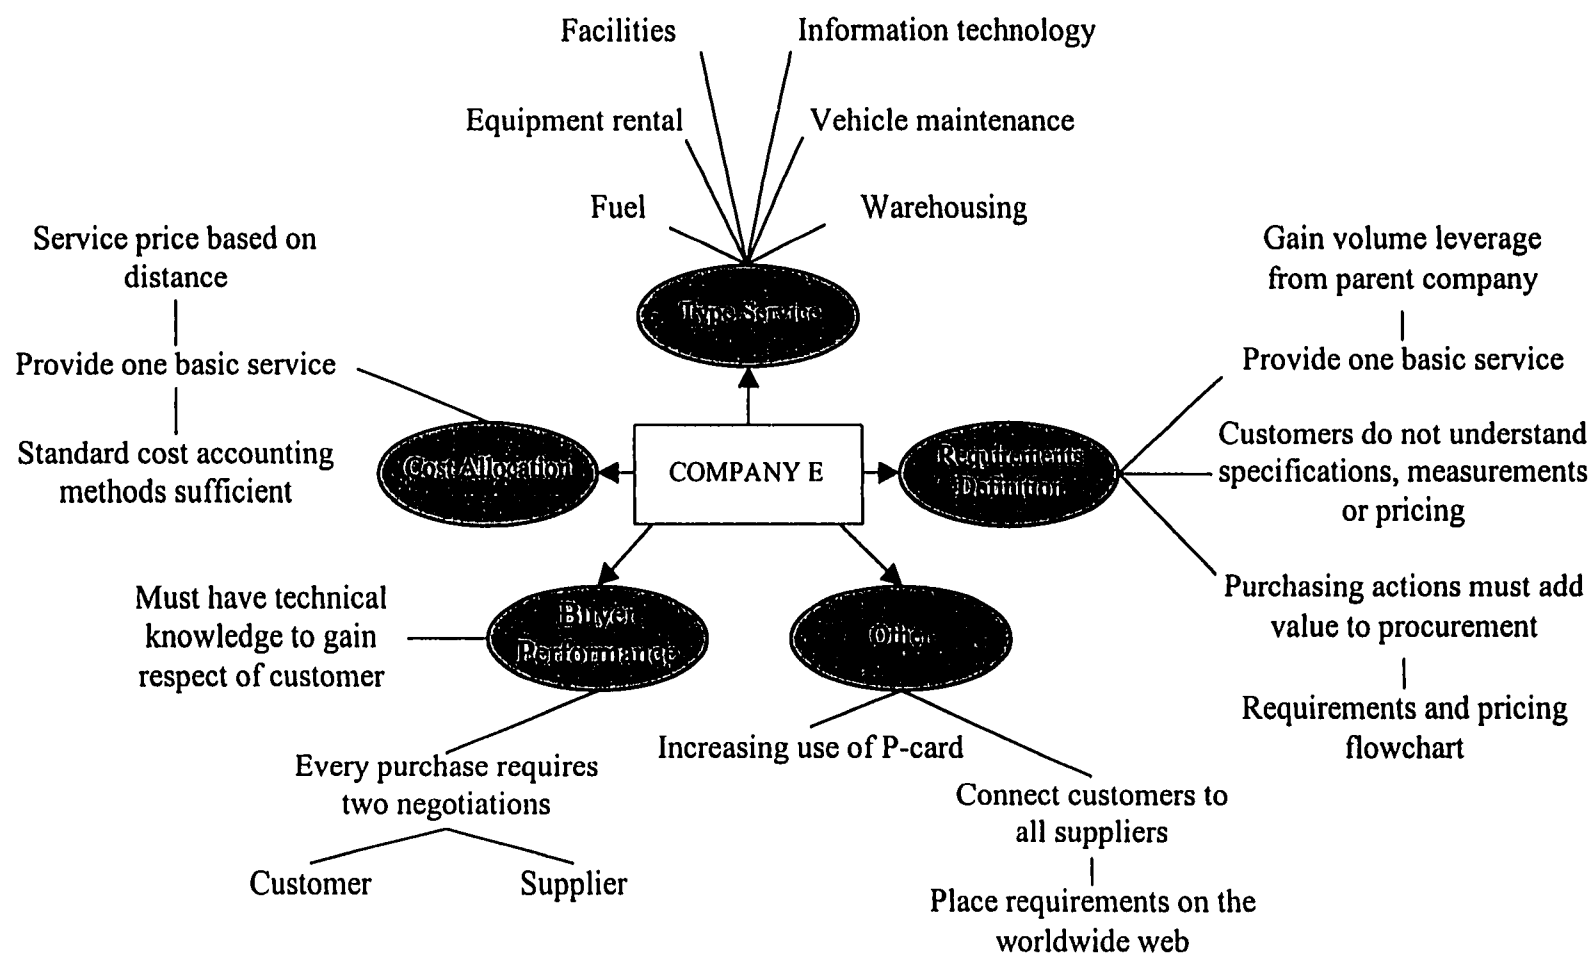 Facilities
Information technology
Equipment rental
Vehicle maintenance
Fuel
Warehousing
Type Service
Service price based on
distance
Provide one basic service
Standard cost accounting
methods sufficient
Cost Allocation
COMPANY E
Requirements
Definition
Gain volume leverage
from parent company
Provide one basic service
Customers do not understand
specifications, measurements
or pricing
Purchasing actions must add
value to procurement
Requirements and pricing
flowchart
Must have technical
knowledge to gain
respect of customer
Buyer
Performance
Other
Every purchase requires
two negotiations
Customer
Supplier
Increasing use of P-card
Connect customers to
all suppliers
Place requirements on the
worldwide web